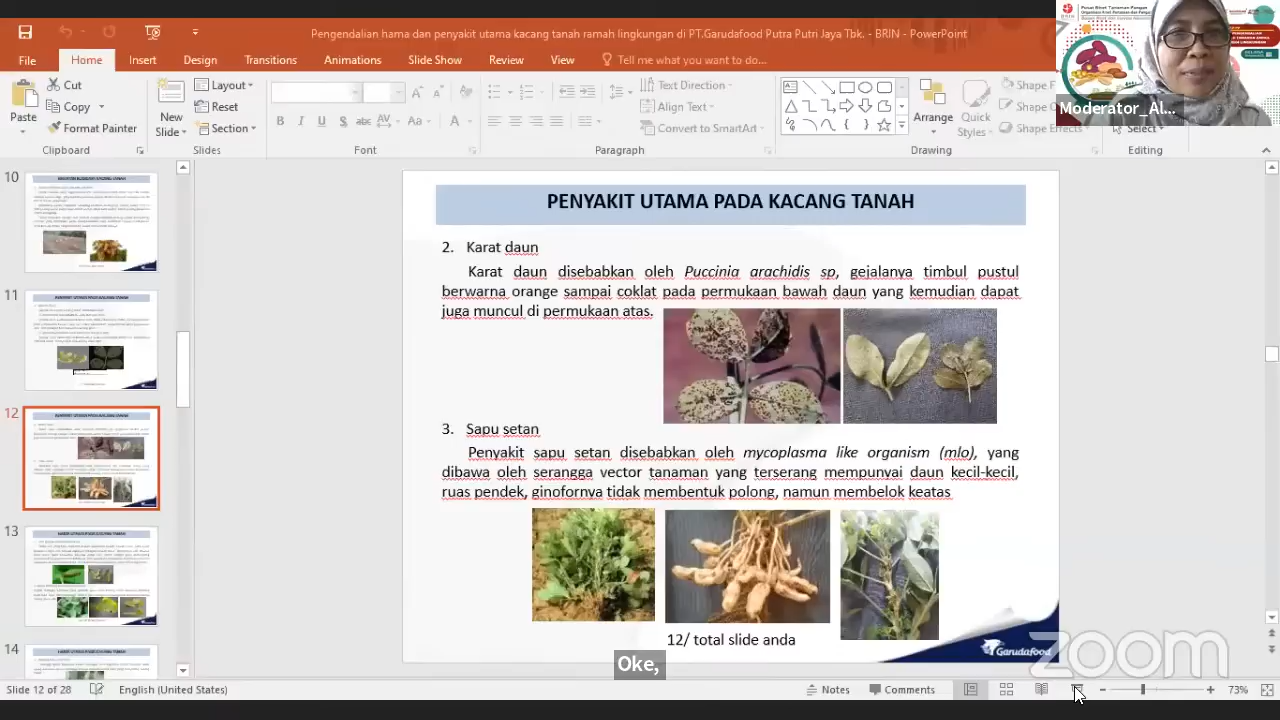 Pengendalian hama dan penyakit utama kacang tanah ramah lingkungan di PT.Garudafood Putra Putri Jaya Tbk. - BRIN - PowerPoint
File
Home
Insert
Design
Transitions
Animations
Slide Show
Review
View
Tell me what you want to do...
Paste
Cut
Copy
Format Painter
Clipboard
New Slide
Layout
Reset
Section
Slides
Font
Text Direction
Align Text
Convert to SmartArt
Paragraph
Arrange
Quick Styles
Shape Effects
Drawing
Select
Editing
Moderator_Al...
10
12
13
14
PENYAKIT UTAMA PADA KACANG TANAH
2. Karat daun
Karat daun disebabkan oleh Puccinia arachidis sp, gejalanya timbul pustul
berwarna orange sampai coklat pada permukaan bawah daun yang kemudian dapat
3. Sapu setan
Penyakit sapu setan disebabkan oleh Mycoplasma like organism (mlo), yang
dibawa oleh serangga vector tanaman yang terserang mempunyai daun kecil-kecil,
ruas pendek, ginofornya tidak membentuk polong, namun membelok keatas
12/ total slide anda
Garudafood
zoom
Oke,
Slide 12 of 28
English (United States)
Notes
Comments
73%